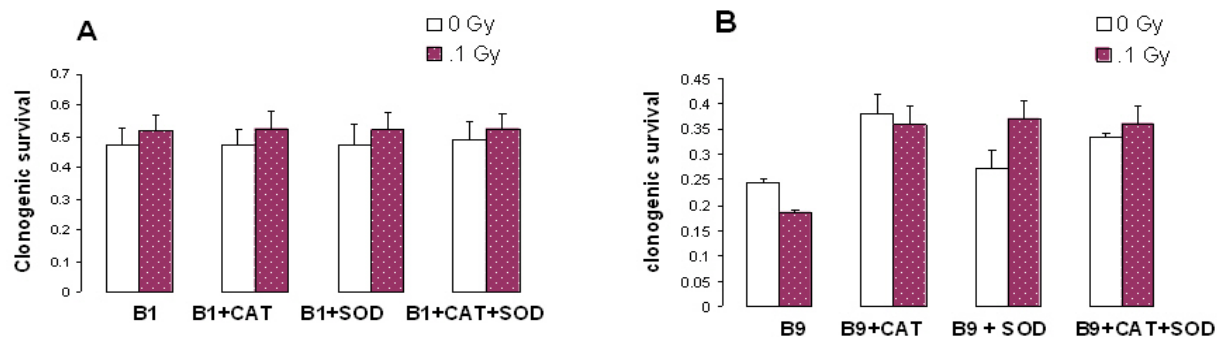 A
0 Gy
.1 Gy
Clonogenic survival
0.7
0.6
0.5
0.4
0.3
0.2
0.1
0
B1
B1+CAT
B1+SOD
B1+CAT+SOD
B
0 Gy
.1 Gy
clonogenic survival
0.45
0.4
0.35
0.3
0.25
0.2
0.15
0.1
0.05
0
B9
B9+CAT
B9 + SOD
B9+CAT+SOD